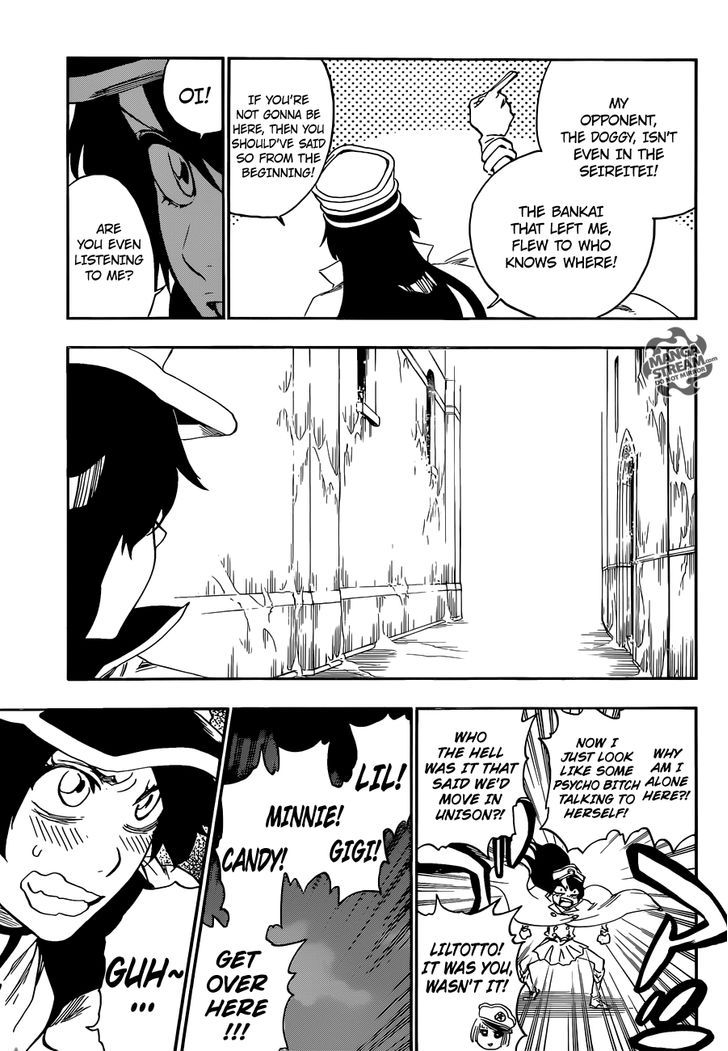 MY
OPPONENT,
THE DOGGY, ISN'T
EVEN IN THE
SEIREITEI!
THE BANKAI
THAT LEFT ME,
FLEW TO WHO
KNOWS WHERE!
IF YOU'RE
NOT GONNA BE
HERE, THEN YOU
SHOULD'VE SAID
SO FROM THE
BEGINNING!
OI!
ARE
YOU EVEN
LISTENING
TO ME?
MANGA
STREAM.com
DO NOT MIRROR
WHY
AM I
ALONE
HERE?!
NOW I
JUST LOOK
LIKE SOME
PSYCHO BITCH
TALKING TO
HERSELF!
WHO
THE HELL
WAS IT THAT
SAID WE'D
MOVE IN
UNISON?!
LILTOTTO!
IT WAS YOU,
WASN'T IT!
LIL!
MINNIE!
GIGI!
CANDY!
GET
OVER
HERE
!!!
GUH~
...